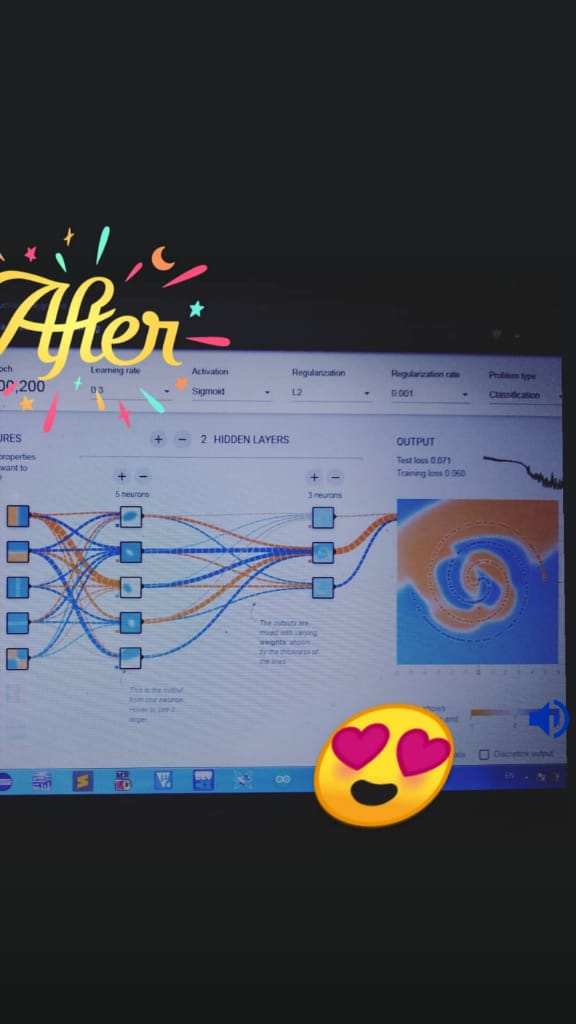 After
Learning rate
Activation
Regularization
Regularization rate
Problem type
00,200
0.3
Sigmoid
L2
0.001
Classification
URES
2 HIDDEN LAYERS
OUTPUT
properties
want to
Test loss 0.071
Training loss 0.060
5 neurons
3 neurons
The outputs are
mixed with varying
weights, shown
by the thickness of
the lines.
This is the output
from one neuron.
Hover to see it
larger.
Discretize output
EN